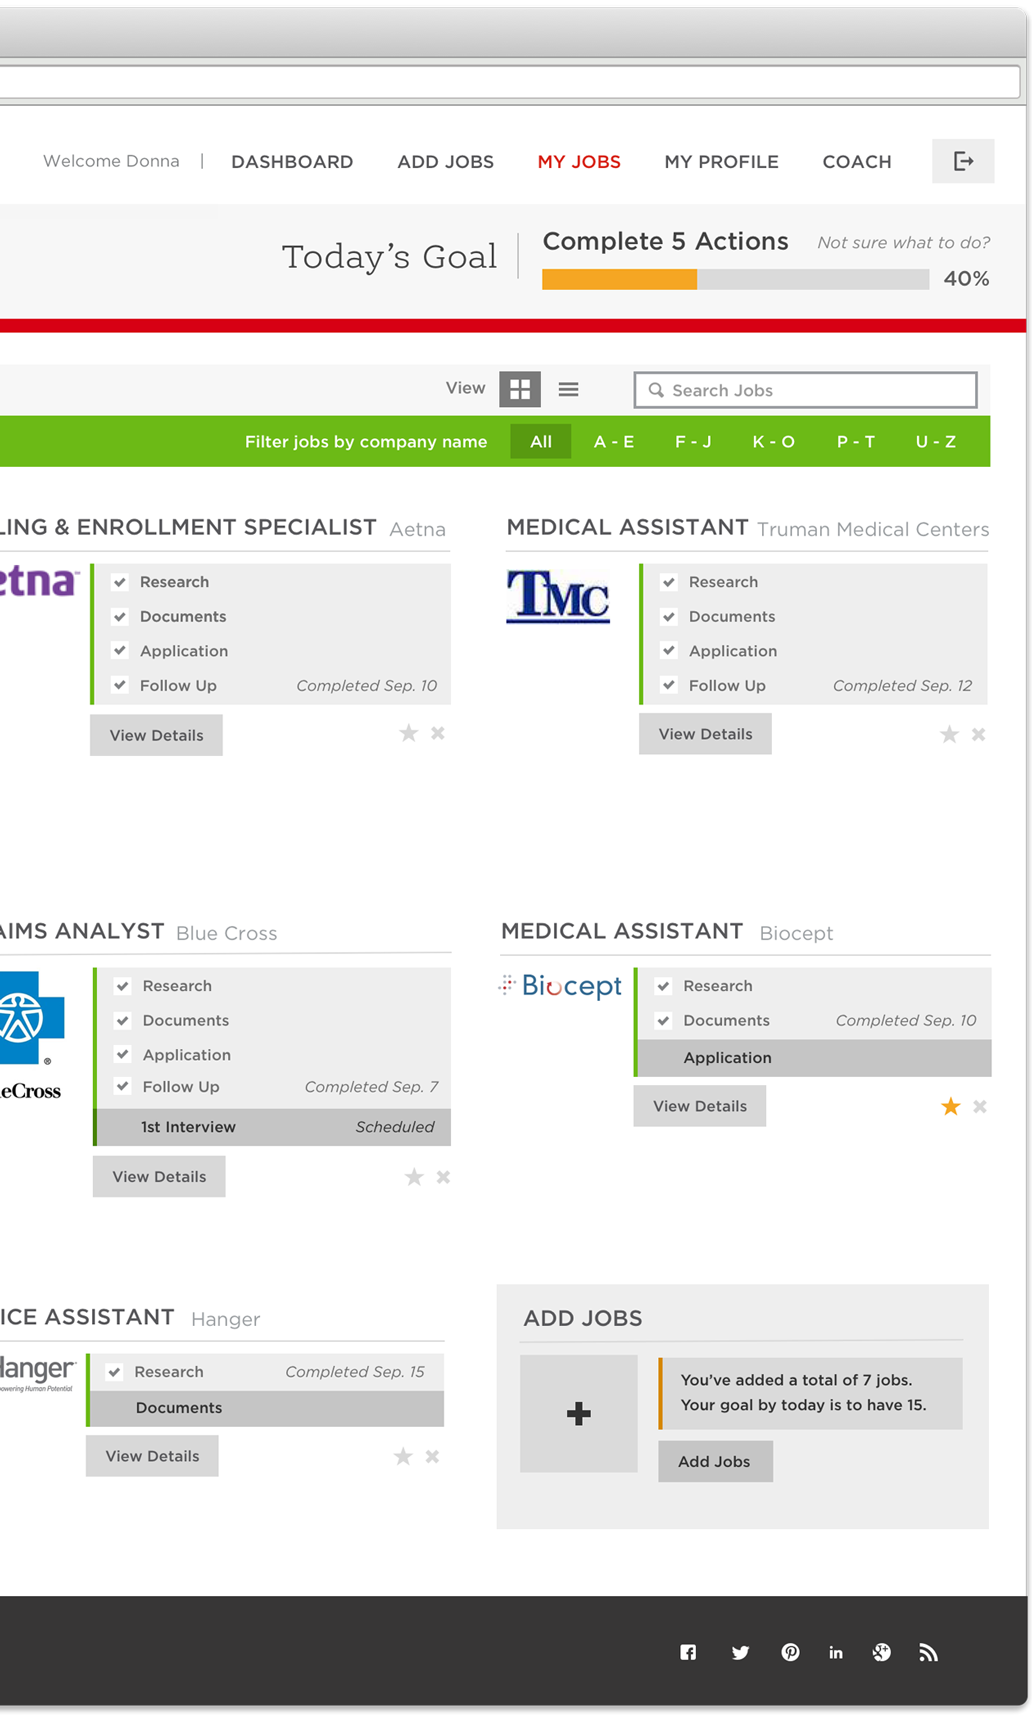 Welcome Donna | DASHBOARD ADD JOBS MY JOBS MY PROFILE COACH
Today's Goal
Complete 5 Actions Not sure what to do?
40%
View
Search Jobs
Filter jobs by company name All A - E F - J K - O P - T U - Z
LING & ENROLLMENT SPECIALIST Aetna
etna™
Research
Documents
Application
Follow Up Completed Sep. 10
View Details
MEDICAL ASSISTANT Truman Medical Centers
TMC
Research
Documents
Application
Follow Up Completed Sep. 12
View Details
AIMS ANALYST Blue Cross
®
eCross
Research
Documents
Application
Follow Up Completed Sep. 7
1st Interview Scheduled
View Details
MEDICAL ASSISTANT Biocept
Biocept
Research
Documents Completed Sep. 10
Application
View Details
ICE ASSISTANT Hanger
Hanger
powering Human Potential
Research Completed Sep. 15
Documents
View Details
ADD JOBS
You've added a total of 7 jobs.
Your goal by today is to have 15.
Add Jobs